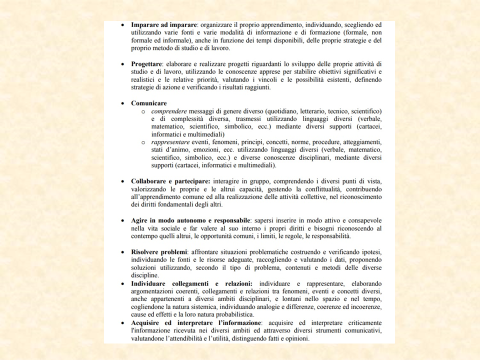 • Imparare ad imparare: organizzare il proprio apprendimento, individuando, scegliendo ed
utilizzando varie fonti e varie modalità di informazione e di formazione (formale, non
formale ed informale), anche in funzione dei tempi disponibili, delle proprie strategie e del
proprio metodo di studio e di lavoro.
• Progettare: elaborare e realizzare progetti riguardanti lo sviluppo delle proprie attività di
studio e di lavoro, utilizzando le conoscenze apprese per stabilire obiettivi significativi e
realistici e le relative priorità, valutando i vincoli e le possibilità esistenti, definendo
strategie di azione e verificando i risultati raggiunti.
• Comunicare
o comprendere messaggi di genere diverso (quotidiano, letterario, tecnico, scientifico)
e di complessità diversa, trasmessi utilizzando linguaggi diversi (verbale,
matematico, scientifico, simbolico, ecc.) mediante diversi supporti (cartacei,
informatici e multimediali)
o rappresentare eventi, fenomeni, principi, concetti, norme, procedure, atteggiamenti,
stati d'animo, emozioni, ecc. utilizzando linguaggi diversi (verbale, matematico,
scientifico, simbolico, ecc.) e diverse conoscenze disciplinari, mediante diversi
supporti (cartacei, informatici e multimediali).
• Collaborare e partecipare: interagire in gruppo, comprendendo i diversi punti di vista,
valorizzando le proprie e le altrui capacità, gestendo la conflittualità, contribuendo
all'apprendimento comune ed alla realizzazione delle attività collettive, nel riconoscimento
dei diritti fondamentali degli altri.
• Agire in modo autonomo e responsabile: sapersi inserire in modo attivo e consapevole
nella vita sociale e far valere al suo interno i propri diritti e bisogni riconoscendo al
contempo quelli altrui, le opportunità comuni, i limiti, le regole, le responsabilità.
• Risolvere problemi: affrontare situazioni problematiche costruendo e verificando ipotesi,
individuando le fonti e le risorse adeguate, raccogliendo e valutando i dati, proponendo
soluzioni utilizzando, secondo il tipo di problema, contenuti e metodi delle diverse
discipline.
• Individuare collegamenti e relazioni: individuare e rappresentare, elaborando
argomentazioni coerenti, collegamenti e relazioni tra fenomeni, eventi e concetti diversi,
anche appartenenti a diversi ambiti disciplinari, e lontani nello spazio e nel tempo,
cogliendone la natura sistemica, individuando analogie e differenze, coerenze ed incoerenze,
cause ed effetti e la loro natura probabilistica.
• Acquisire ed interpretare l'informazione: acquisire ed interpretare criticamente
l'informazione ricevuta nei diversi ambiti ed attraverso diversi strumenti comunicativi,
valutandone l'attendibilità e l'utilità, distinguendo fatti e opinioni.